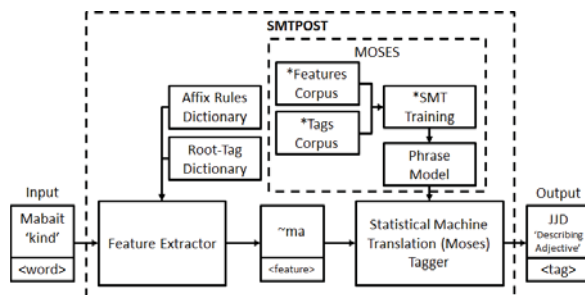 SMTPOST
MOSES
*Features
Corpus
*Tags
Corpus
*SMT
Training
Phrase
Model
Affix Rules
Dictionary
Root-Tag
Dictionary
Input
Mabait
'kind'
<word>
Feature Extractor
~ma
<feature>
Statistical Machine
Translation (Moses)
Tagger
Output
JJD
'Describing
Adjective'
<tag>